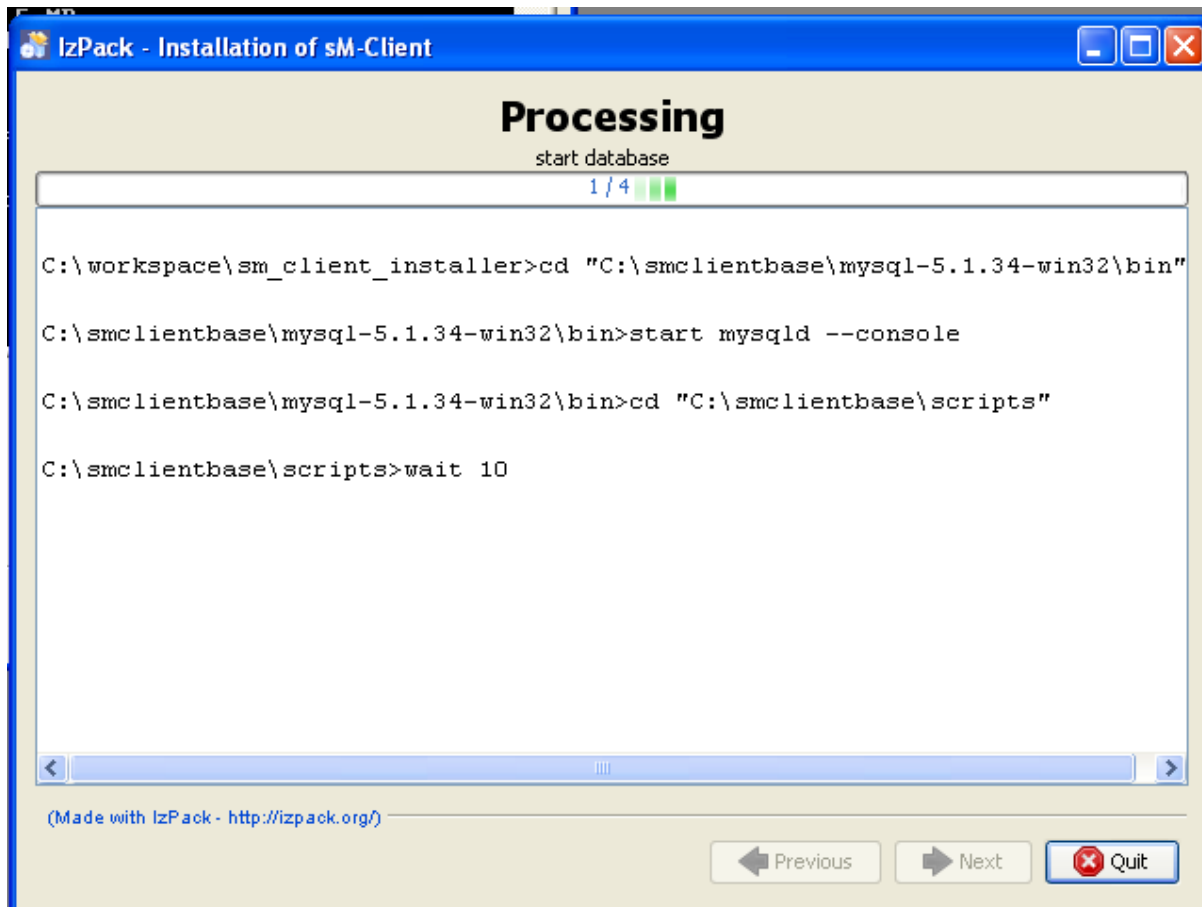 IzPack - Installation of sM-Client
Processing
start database
1 / 4
C:\workspace\sm_client_installer>cd "C:\smclientbase\mysql-5.1.34-win32\bin"
C:\smclientbase\mysql-5.1.34-win32\bin>start mysqld --console
C:\smclientbase\mysql-5.1.34-win32\bin>cd "C:\smclientbase\scripts"
C:\smclientbase\scripts>wait 10
(Made with IzPack - http://izpack.org/)
Previous
Next
Quit